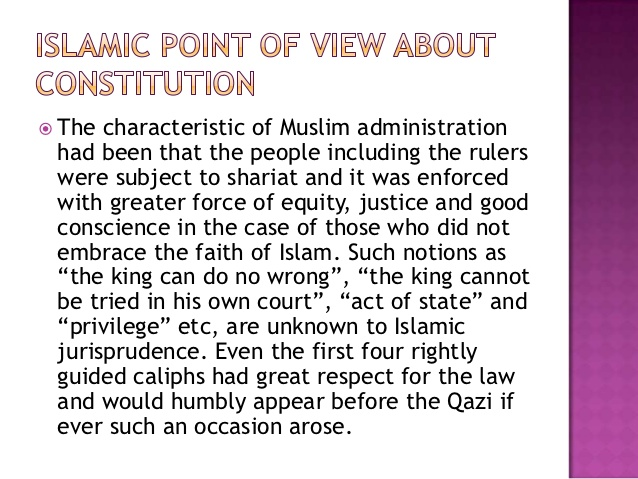 ISLAMIC POINT OF VIEW ABOUT
CONSTITUTION
The characteristic of Muslim administration
had been that the people including the rulers
were subject to shariat and it was enforced
with greater force of equity, justice and good
conscience in the case of those who did not
embrace the faith of Islam. Such notions as
“the king can do no wrong”, “the king cannot
be tried in his own court”, “act of state” and
“privilege” etc, are unknown to Islamic
jurisprudence. Even the first four rightly
guided caliphs had great respect for the law
and would humbly appear before the Qazi if
ever such an occasion arose.